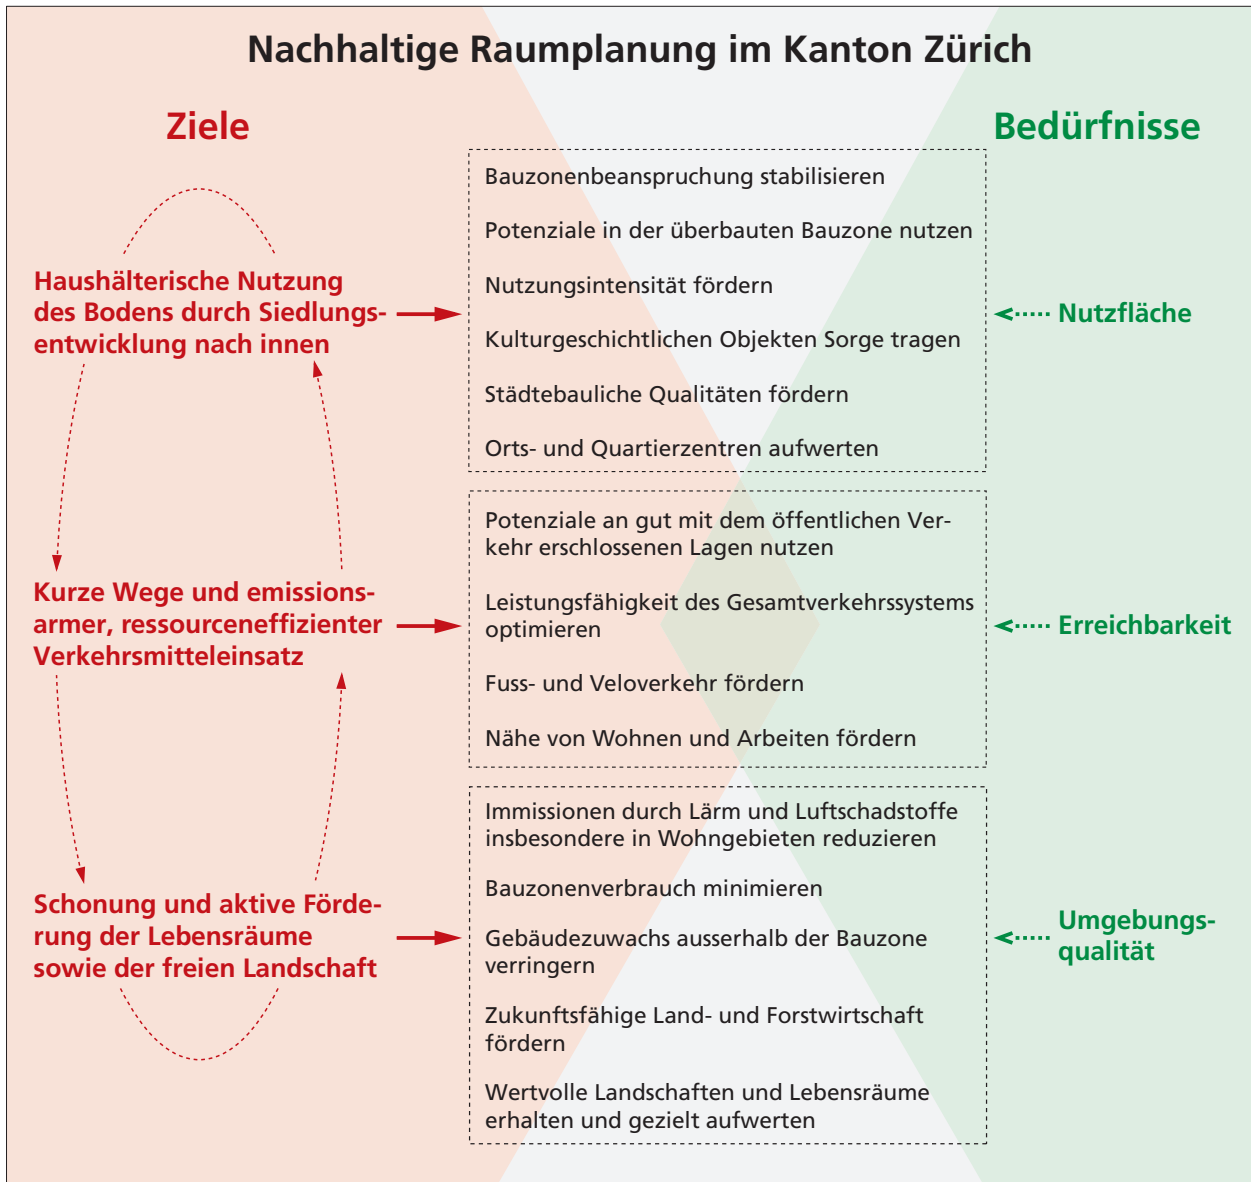 Nachhaltige Raumplanung im Kanton Zürich
Ziele
Bedürfnisse
Haushälterische Nutzung
des Bodens durch Siedlungs-
entwicklung nach innen
Bauzonenbeanspruchung stabilisieren
Potenziale in der überbauten Bauzone nutzen
Nutzungsintensität fördern
Kulturgeschichtlichen Objekten Sorge tragen
Städtebauliche Qualitäten fördern
Orts- und Quartierzentren aufwerten
Nutzfläche
Kurze Wege und emissions-
armer, ressourceneffizienter
Verkehrsmitteleinsatz
Potenziale an gut mit dem öffentlichen Ver-
kehr erschlossenen Lagen nutzen
Leistungsfähigkeit des Gesamtverkehrssystems
optimieren
Fuss- und Veloverkehr fördern
Nähe von Wohnen und Arbeiten fördern
Erreichbarkeit
Schonung und aktive Förde-
rung der Lebensräume
sowie der freien Landschaft
Immissionen durch Lärm und Luftschadstoffe
insbesondere in Wohngebieten reduzieren
Bauzonenverbrauch minimieren
Gebäudezuwachs ausserhalb der Bauzone
verringern
Zukunftsfähige Land- und Forstwirtschaft
fördern
Wertvolle Landschaften und Lebensräume
erhalten und gezielt aufwerten
Umgebungs-
qualität